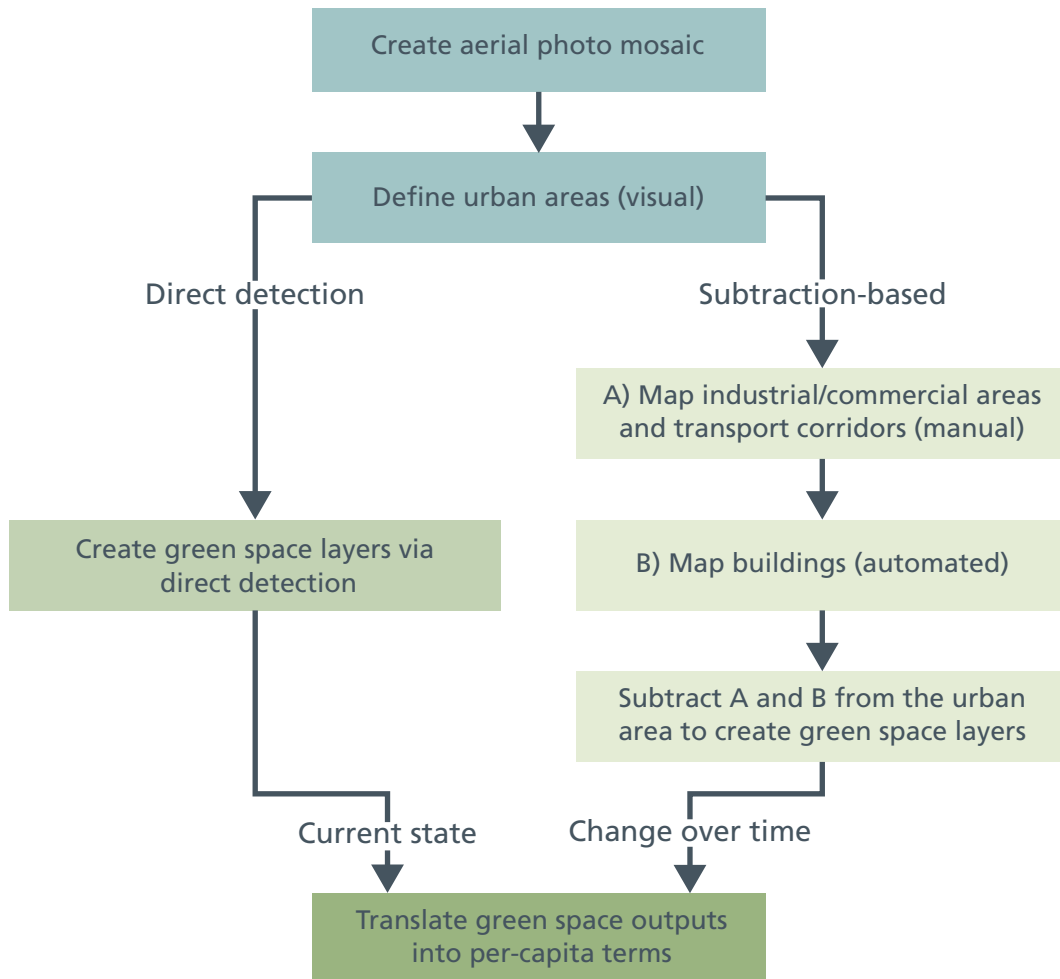 Create aerial photo mosaic
Define urban areas (visual)
Direct detection
Subtraction-based
A) Map industrial/commercial areas
and transport corridors (manual)
Create green space layers via
direct detection
B) Map buildings (automated)
Subtract A and B from the urban
area to create green space layers
Current state
Change over time
Translate green space outputs
into per-capita terms